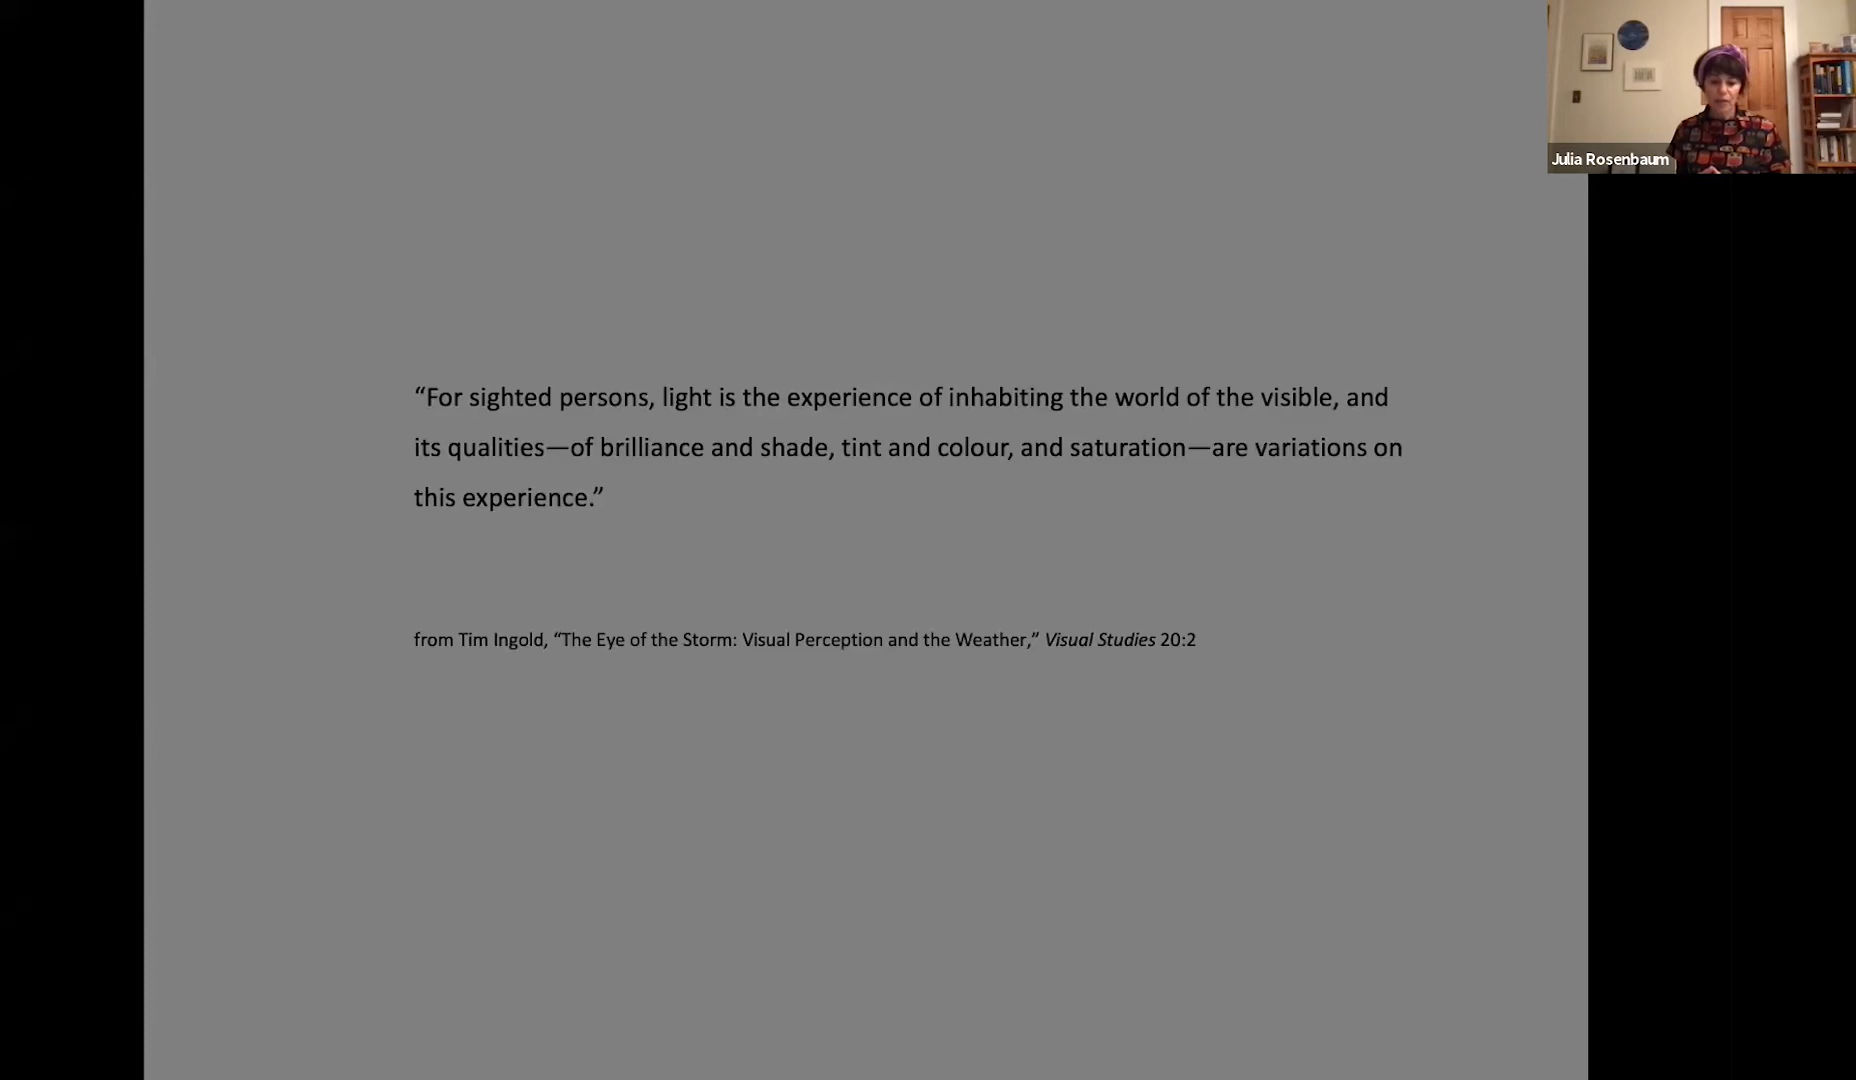 “For sighted persons, light is the experience of inhabiting the world of the visible, and
its qualities—of brilliance and shade, tint and colour, and saturation—are variations on
this experience.”
from Tim Ingold, “The Eye of the Storm: Visual Perception and the Weather,” Visual Studies 20:2
Julia Rosenbaum